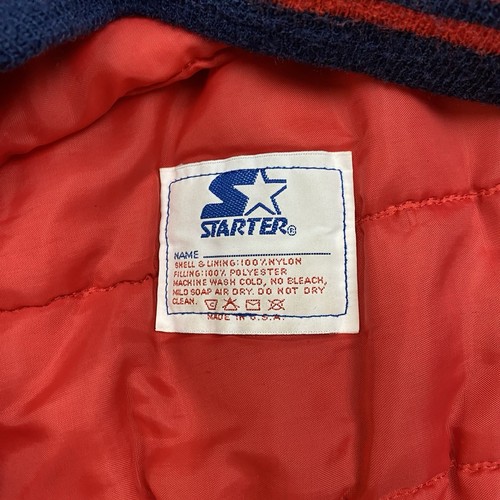 STARTER®
NAME
SHELL & LINING: 100% NYLON
FILLING: 100% POLYESTER
MACHINE WASH COLD, NO BLEACH,
MILD SOAP AIR DRY. DO NOT DRY
CLEAN.
MADE IN U.S.A.